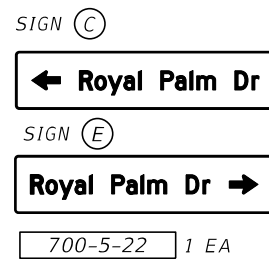 SIGN C
← Royal Palm Dr
SIGN E
Royal Palm Dr →
700-5-22 1 EA